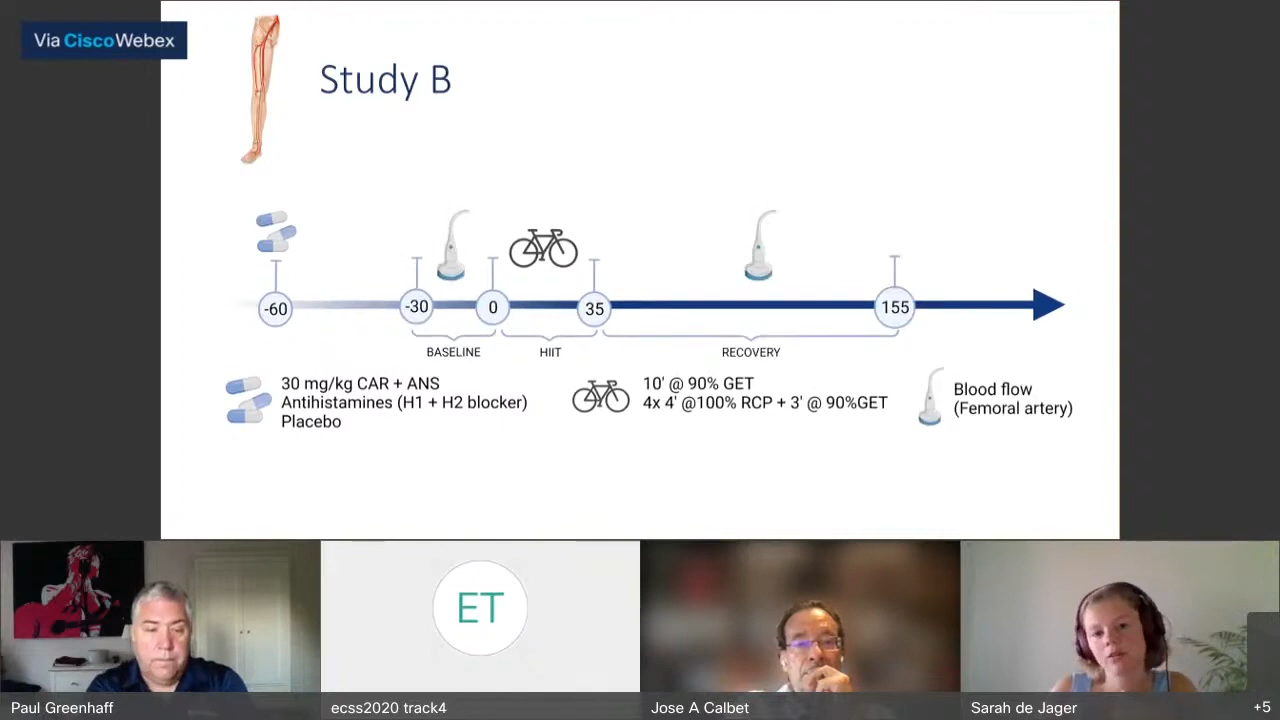 Via CiscoWebex
Study B
-60
-30
0
35
155
BASELINE
HIIT
RECOVERY
30 mg/kg CAR + ANS
Antihistamines (H1 + H2 blocker)
Placebo
10' @ 90% GET
4x 4' @100% RCP + 3' @ 90%GET
Blood flow
(Femoral artery)
ET
Paul Greenhaff
ecss2020 track4
Jose A Calbet
Sarah de Jager
+5